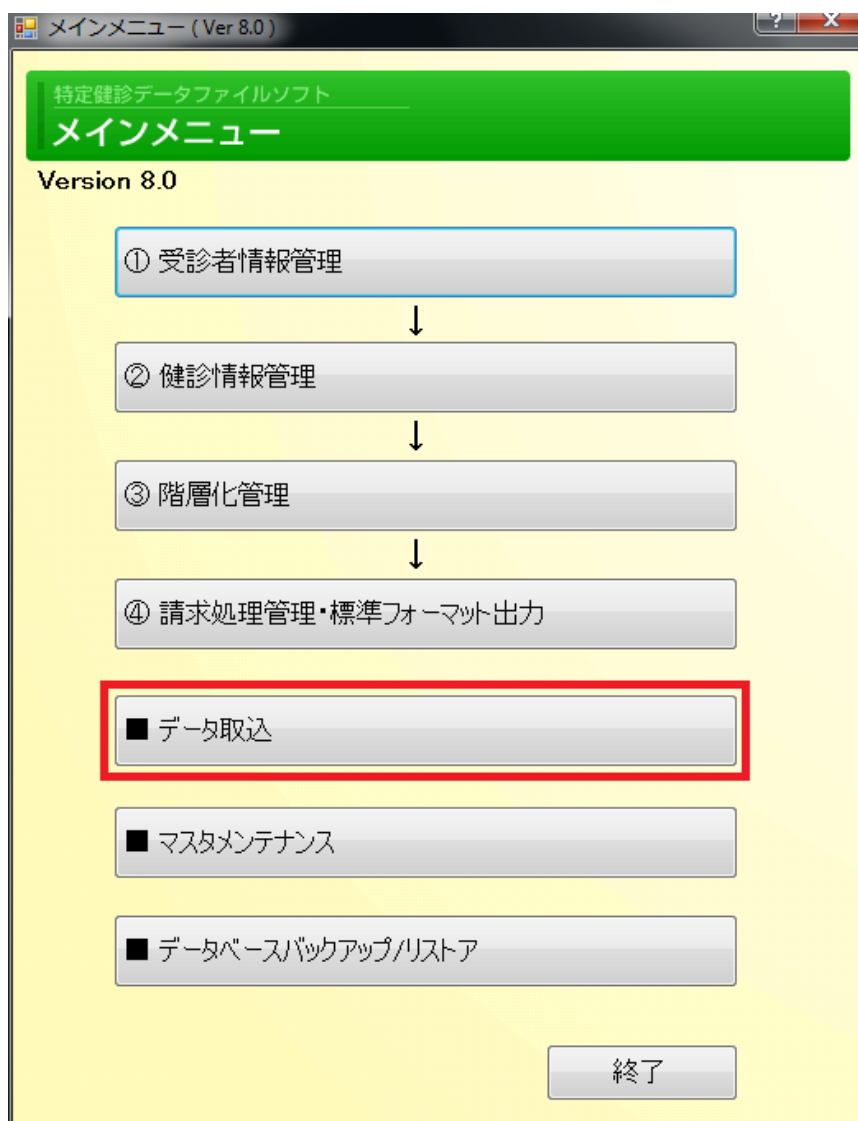 メインメニュー ( Ver 8.0 )
?
x
特定健診データファイルソフト
メインメニュー
Version 8.0
① 受診者情報管理
↓
② 健診情報管理
↓
③ 階層化管理
↓
④ 請求処理管理・標準フォーマット出力
■ データ取込
■ マスタメンテナンス
■ データベースバックアップ/リストア
終了